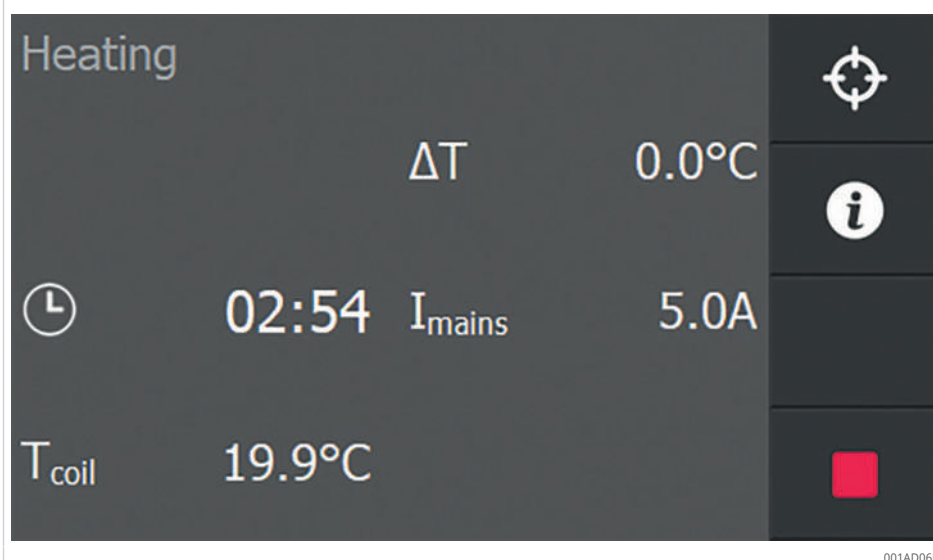 Heating
ΔT 0.0°C
02:54 Imains 5.0A
Tcoil 19.9°C
001AD06